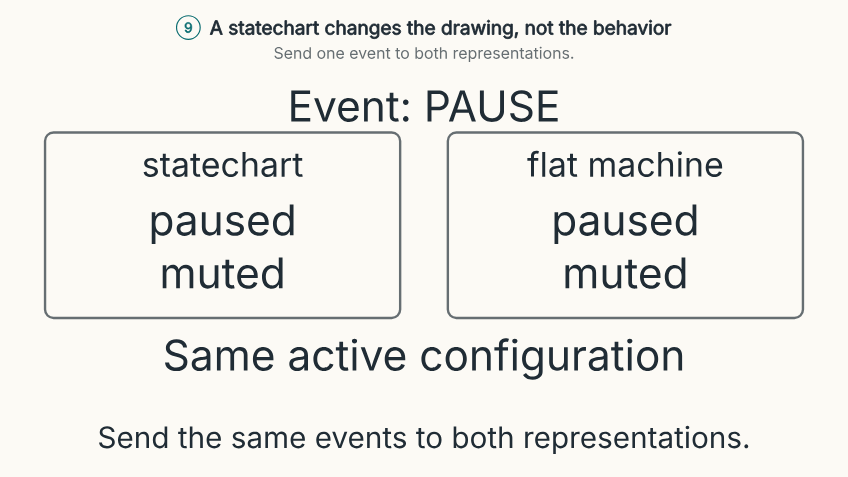 9 A statechart changes the drawing, not the behavior
Send one event to both representations.
Event: PAUSE
statechart
paused
muted
flat machine
paused
muted
Same active configuration
Send the same events to both representations.